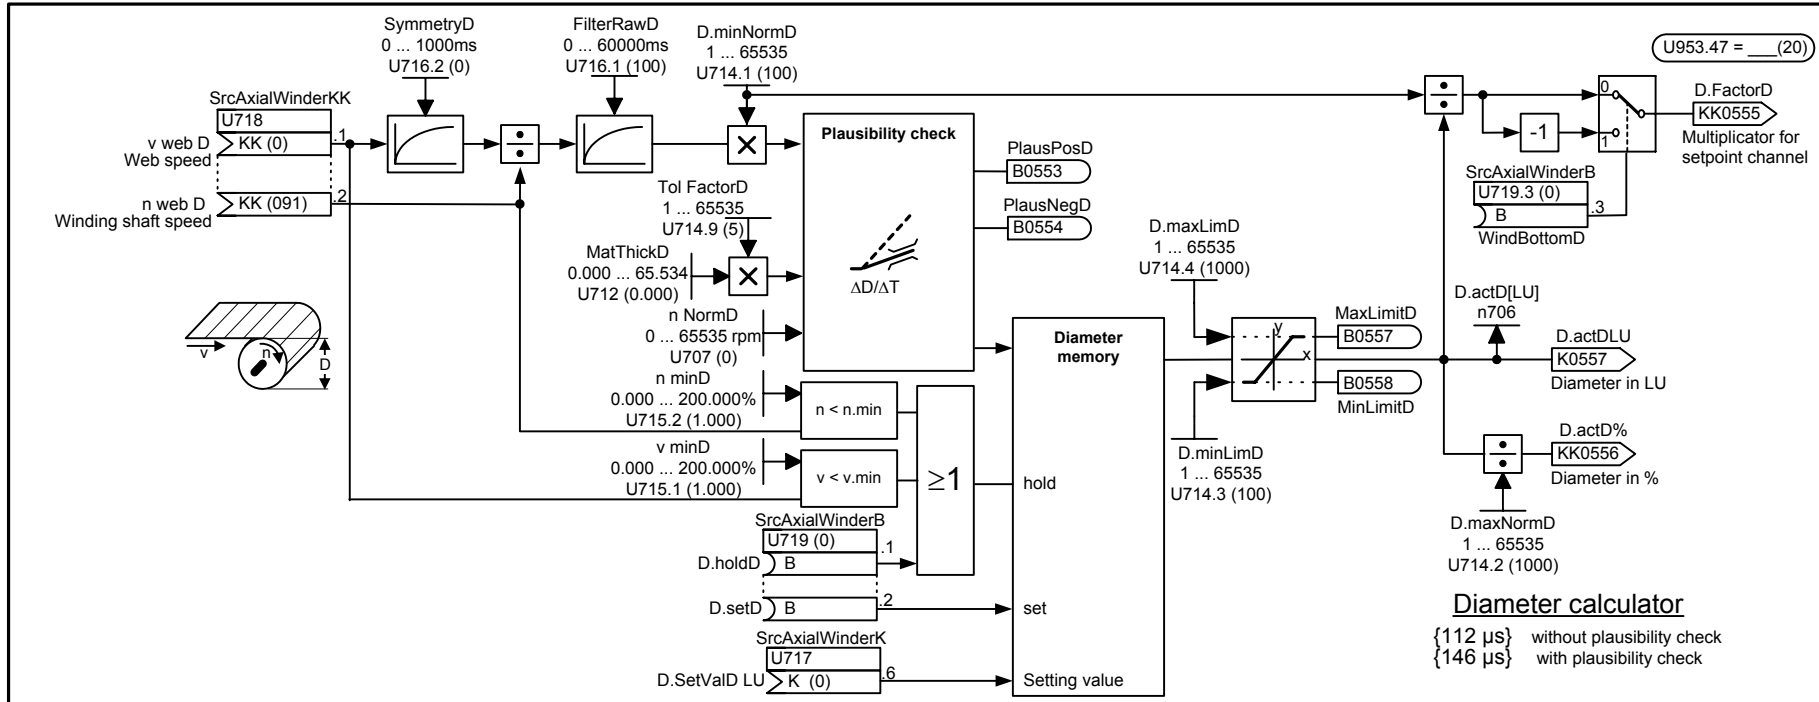 SymmetryD
0 ... 1000ms
U716.2 (0)
FilterRawD
0 ... 60000ms
U716.1 (100)
D.minNormD
1 ... 65535
U714.1 (100)
U953.47 = ___(20)
SrcAxialWinderKK
U718
.1
KK (0)
v web D
Web speed
.2
KK (091)
n web D
Winding shaft speed
Plausibility check
ΔD/ΔT
PlausPosD
B0553
PlausNegD
B0554
Tol FactorD
1 ... 65535
U714.9 (5)
MatThickD
0.000 ... 65.534
U712 (0.000)
n NormD
0 ... 65535 rpm
U707 (0)
n minD
0.000 ... 200.000%
U715.2 (1.000)
n < n.min
v minD
0.000 ... 200.000%
U715.1 (1.000)
v < v.min
≥1
SrcAxialWinderB
U719 (0)
.1
D.holdD
B
D.setD
B
.2
SrcAxialWinderK
U717
D.SetValD LU
K (0)
.6
Diameter
memory
hold
set
Setting value
D.maxLimD
1 ... 65535
U714.4 (1000)
y
x
D.minLimD
1 ... 65535
U714.3 (100)
MaxLimitD
B0557
B0558
MinLimitD
-1
0
1
D.FactorD
KK0555
Multiplicator for
setpoint channel
SrcAxialWinderB
U719.3 (0)
B
.3
WindBottomD
D.actD[LU]
n706
D.actDLU
K0557
Diameter in LU
D.actD%
KK0556
Diameter in %
D.maxNormD
1 ... 65535
U714.2 (1000)
v
n
D
Diameter calculator
{112 µs} without plausibility check
{146 µs} with plausibility check